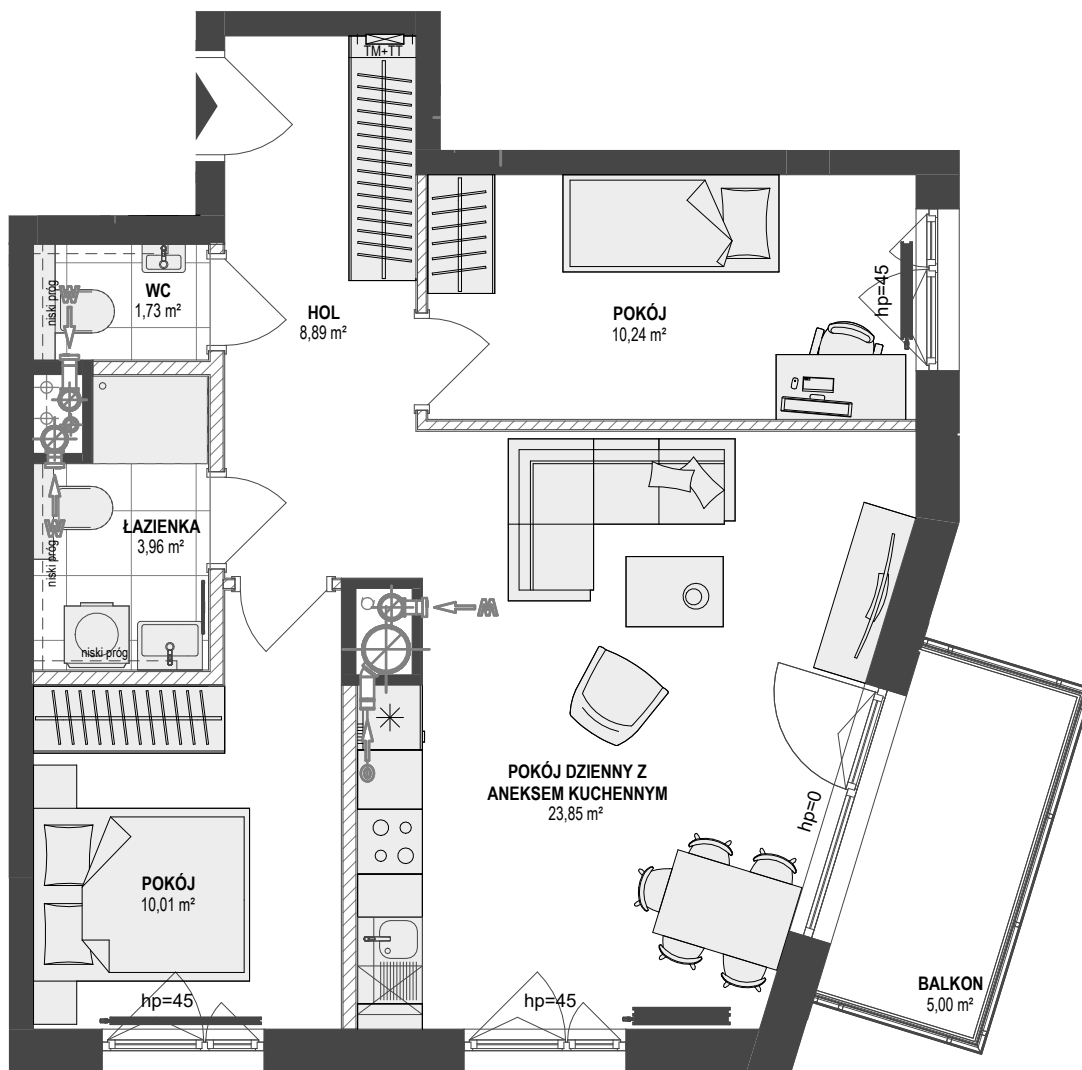 TM+TT
WC
1,73 m²
niski próg
W
HOL
8,89 m²
POKÓJ
10,24 m²
hp=45
ŁAZIENKA
3,96 m²
W
niski próg
niski próg
W
O
POKÓJ DZIENNY Z
ANEKSEM KUCHENNYM
23,85 m²
hp=0
POKÓJ
10,01 m²
hp=45
hp=45
BALKON
5,00 m²